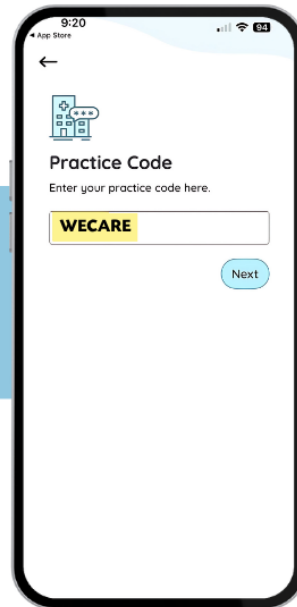 9:20
94
◀ App Store
***
Practice Code
Enter your practice code here.
WECARE
Next